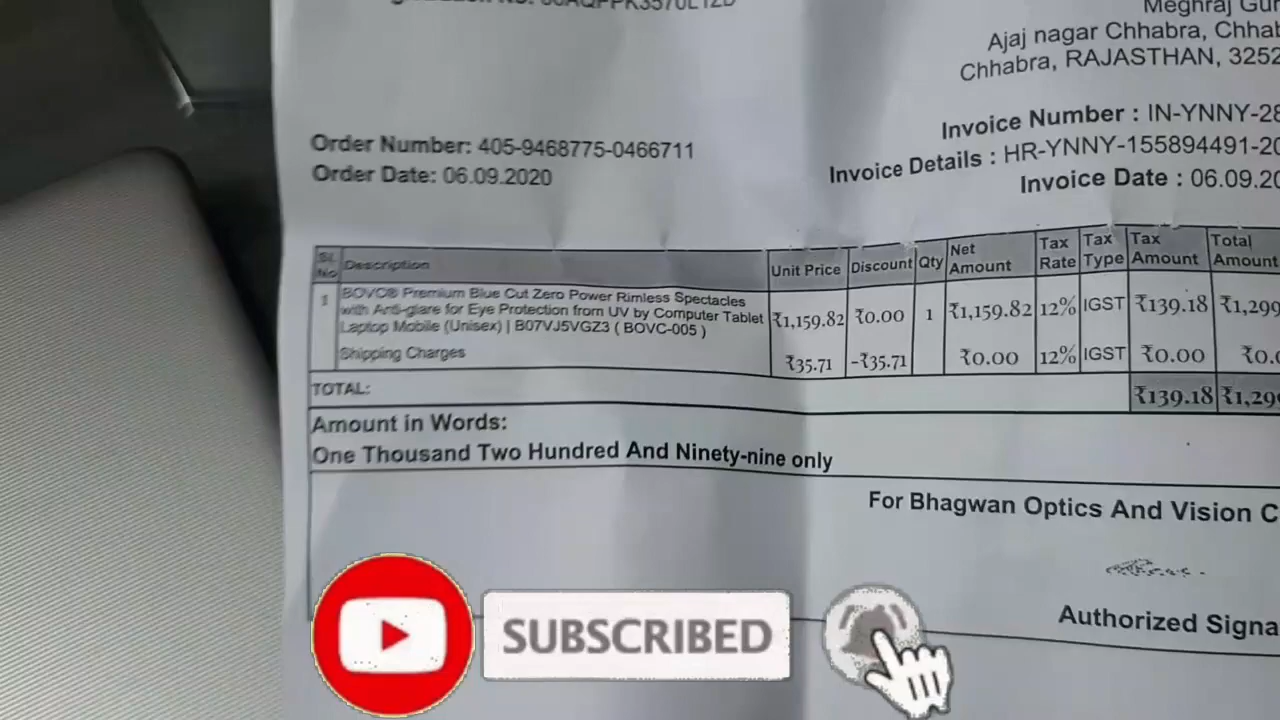 Meghraj
Ajaj nagar Chhabra,
Chhabra, RAJASTHAN, 3252
Order Number: 405-9468775-0466711
Order Date: 06.09.2020
Invoice Number : IN-YNNY-28
Invoice Details : HR-YNNY-155894491-20
Invoice Date : 06.09.20
Sl. No Description Unit Price Discount Qty Net Amount Tax Rate Tax Type Tax Amount Total Amount
1 BOVC® Premium Blue Cut Zero Power Rimless Spectacles
with Anti-glare for Eye Protection from UV by Computer Tablet
Laptop Mobile (Unisex) | B07VJ5VGZ3 ( BOVC-005 ) ₹1,159.82 ₹0.00 1 ₹1,159.82 12% IGST ₹139.18 ₹1,299
Shipping Charges ₹35.71 -₹35.71 ₹0.00 12% IGST ₹0.00 ₹0.0
TOTAL: ₹139.18 ₹1,29
Amount in Words:
One Thousand Two Hundred And Ninety-nine only
For Bhagwan Optics And Vision C
Authorized Signa
SUBSCRIBED